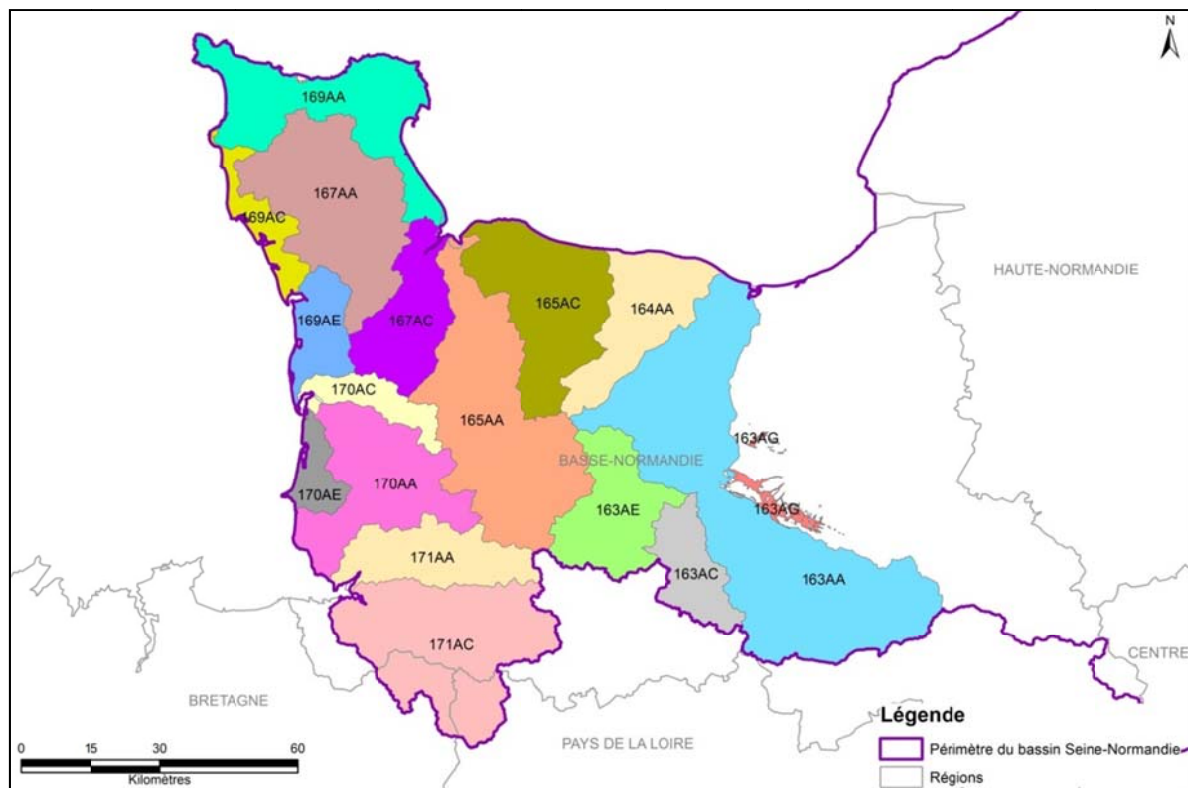 N
169AA
167AA
169AC
HAUTE-NORMANDIE
165AC
164AA
169AE
167AC
170AC
165AA
163AG
BASSE-NORMANDIE
170AA
170AE
163AE
163AG
171AA
163AC
163AA
171AC
CENTRE
BRETAGNE
Légende
PAYS DE LA LOIRE
Périmètre du bassin Seine-Normandie
Régions
0 15 30 60
Kilomètres